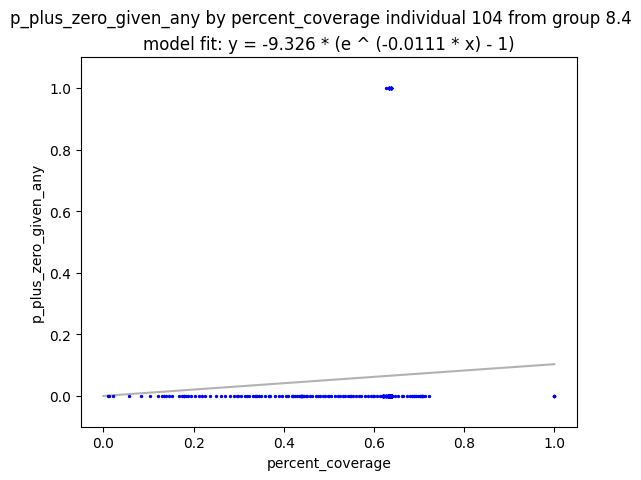 p_plus_zero_given_any by percent_coverage individual 104 from group 8.4
model fit: y = -9.326 * (e ^ (-0.0111 * x) - 1)
1.0
0.8
0.6
0.4
0.2
0.0
p_plus_zero_given_any
0.0 0.2 0.4 0.6 0.8 1.0
percent_coverage